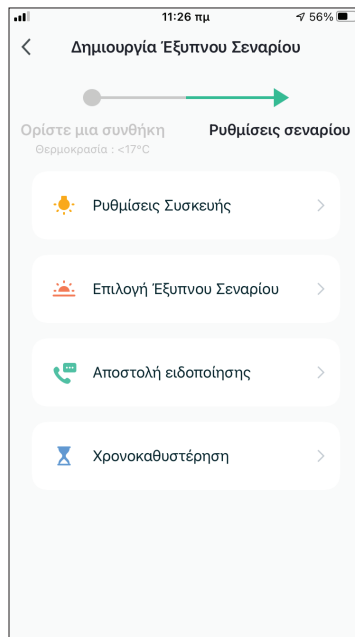 11:26 πμ 56%
Δημιουργία Έξυπνου Σεναρίου
Ορίστε μια συνθήκη Ρυθμίσεις σεναρίου
Θερμοκρασία : <17°C
Ρυθμίσεις Συσκευής
Επιλογή Έξυπνου Σεναρίου
Αποστολή ειδοποίησης
Χρονοκαθυστέρηση